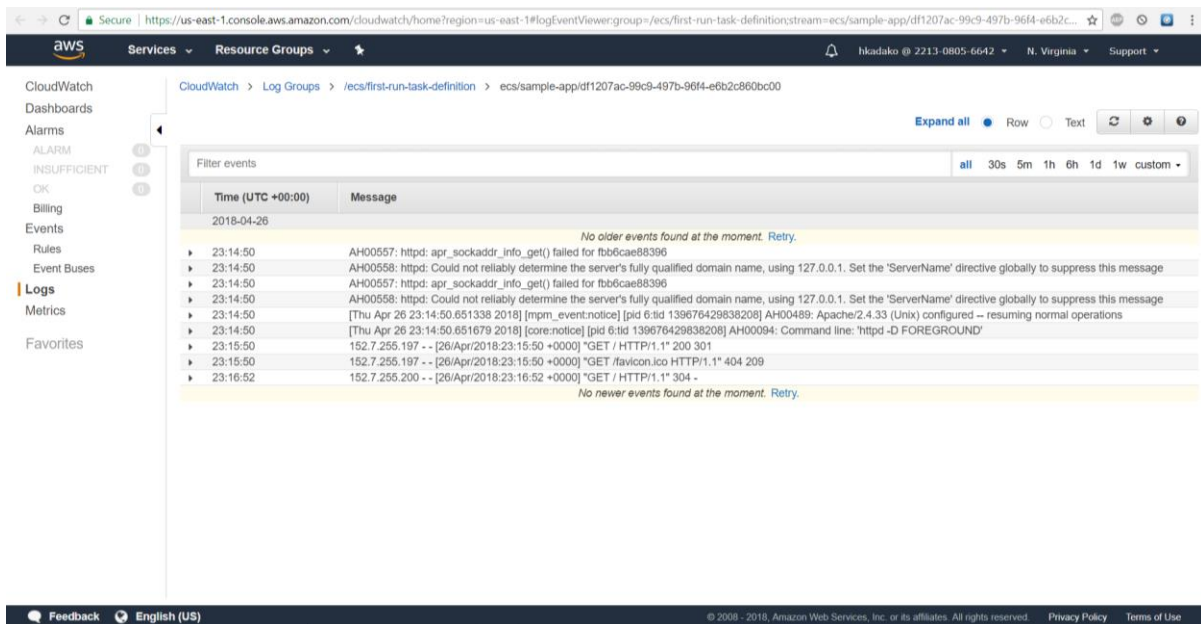 Secure | https://us-east-1.console.aws.amazon.com/cloudwatch/home?region=us-east-1#logEventViewer:group=/ecs/first-run-task-definition;stream=ecs/sample-app/df1207ac-99c9-497b-96f4-e6b2c...
aws Services Resource Groups hkadako @ 2213-0805-6642 N. Virginia Support
CloudWatch
Dashboards
Alarms
ALARM 0
INSUFFICIENT 0
OK 0
Billing
Events
Rules
Event Buses
Logs
Metrics
Favorites
CloudWatch > Log Groups > /ecs/first-run-task-definition > ecs/sample-app/df1207ac-99c9-497b-96f4-e6b2c860bc00
Expand all Row Text
Filter events all 30s 5m 1h 6h 1d 1w custom
Time (UTC +00:00) Message
2018-04-26
No older events found at the moment. Retry.
23:14:50 AH00557: httpd: apr_sockaddr_info_get() failed for fbb6cae88396
23:14:50 AH00558: httpd: Could not reliably determine the server's fully qualified domain name, using 127.0.0.1. Set the 'ServerName' directive globally to suppress this message
23:14:50 AH00557: httpd: apr_sockaddr_info_get() failed for fbb6cae88396
23:14:50 AH00558: httpd: Could not reliably determine the server's fully qualified domain name, using 127.0.0.1. Set the 'ServerName' directive globally to suppress this message
23:14:50 [Thu Apr 26 23:14:50.651338 2018] [mpm_event:notice] [pid 6:tid 139676429838208] AH00489: Apache/2.4.33 (Unix) configured -- resuming normal operations
23:14:50 [Thu Apr 26 23:14:50.651679 2018] [core:notice] [pid 6:tid 139676429838208] AH00094: Command line: 'httpd -D FOREGROUND'
23:15:50 152.7.255.197 - - [26/Apr/2018:23:15:50 +0000] "GET / HTTP/1.1" 200 301
23:15:50 152.7.255.197 - - [26/Apr/2018:23:15:50 +0000] "GET /favicon.ico HTTP/1.1" 404 209
23:16:52 152.7.255.200 - - [26/Apr/2018:23:16:52 +0000] "GET / HTTP/1.1" 304 -
No newer events found at the moment. Retry.
Feedback English (US) © 2008 - 2018, Amazon Web Services, Inc. or its affiliates. All rights reserved. Privacy Policy Terms of Use